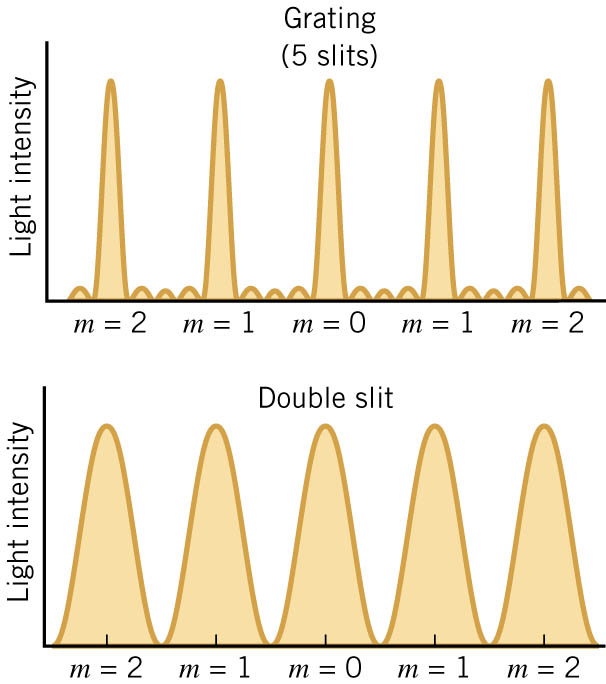 Grating
(5 slits)
Light intensity
m = 2 m = 1 m = 0 m = 1 m = 2
Double slit
Light intensity
m = 2 m = 1 m = 0 m = 1 m = 2